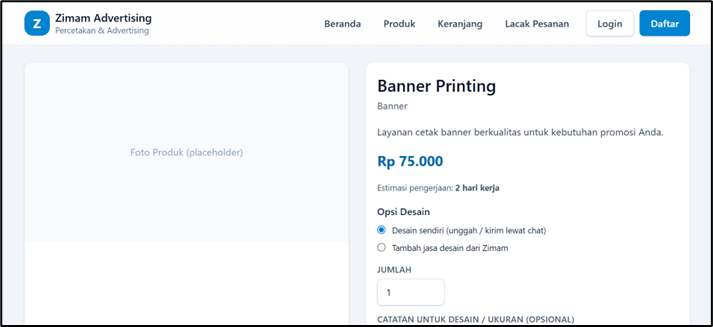 Z
Zimam Advertising
Percetakan & Advertising
Beranda Produk Keranjang Lacak Pesanan Login Daftar
Foto Produk (placeholder)
Banner Printing
Banner
Layanan cetak banner berkualitas untuk kebutuhan promosi Anda.
Rp 75.000
Estimasi pengerjaan: 2 hari kerja
Opsi Desain
Desain sendiri (unggah / kirim lewat chat)
Tambah jasa desain dari Zimam
JUMLAH
1
CATATAN UNTUK DESAIN / UKURAN (OPSIONAL)